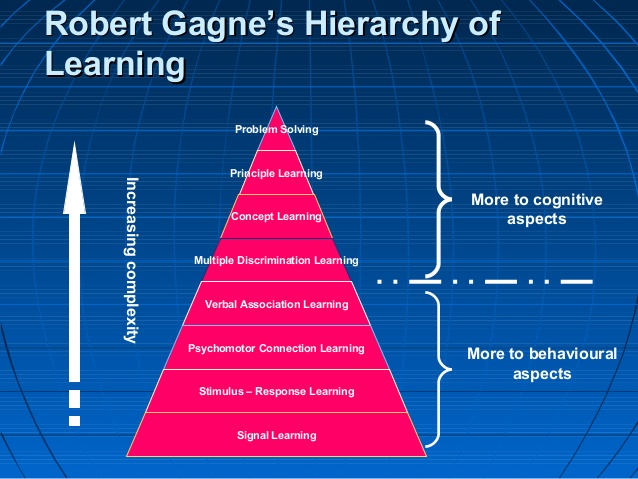 Robert Gagne’s Hierarchy of
Learning
Increasing complexity
Problem Solving
Principle Learning
Concept Learning
Multiple Discrimination Learning
Verbal Association Learning
Psychomotor Connection Learning
Stimulus – Response Learning
Signal Learning
More to cognitive
aspects
More to behavioural
aspects